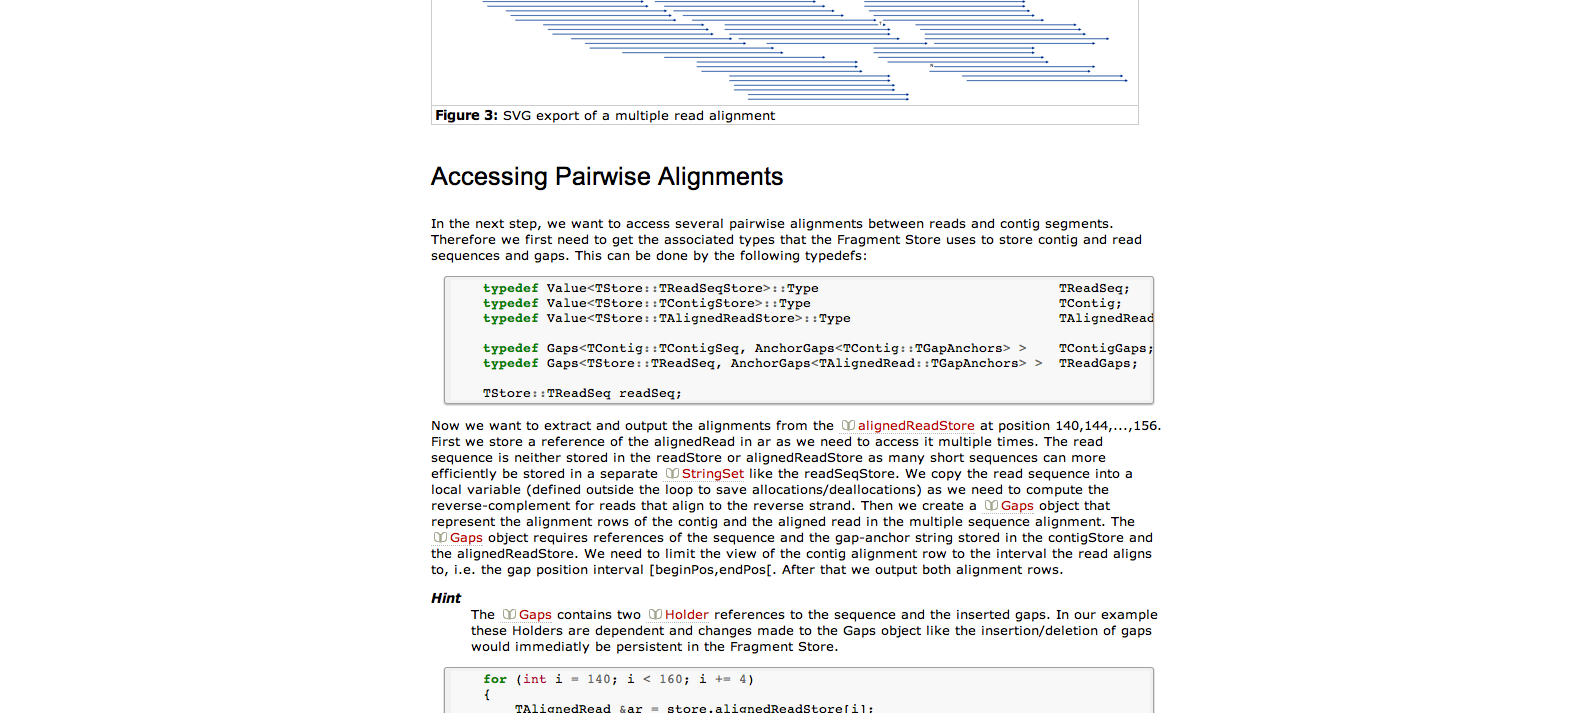 Figure 3: SVG export of a multiple read alignment
Accessing Pairwise Alignments
In the next step, we want to access several pairwise alignments between reads and contig segments.
Therefore we first need to get the associated types that the Fragment Store uses to store contig and read
sequences and gaps. This can be done by the following typedefs:
typedef Value<TStore::TReadSeqStore>::Type TReadSeq;
typedef Value<TStore::TContigStore>::Type TContig;
typedef Value<TStore::TAlignedReadStore>::Type TAlignedRead
typedef Gaps<TContig::TContigSeq, AnchorGaps<TContig::TGapAnchors> > TContigGaps;
typedef Gaps<TStore::TReadSeq, AnchorGaps<TAlignedRead::TGapAnchors> > TReadGaps;
TStore::TReadSeq readSeq;
Now we want to extract and output the alignments from the alignedReadStore at position 140,144,...,156.
First we store a reference of the alignedRead in ar as we need to access it multiple times. The read
sequence is neither stored in the readStore or alignedReadStore as many short sequences can more
efficiently be stored in a separate StringSet like the readSeqStore. We copy the read sequence into a
local variable (defined outside the loop to save allocations/deallocations) as we need to compute the
reverse-complement for reads that align to the reverse strand. Then we create a Gaps object that
represent the alignment rows of the contig and the aligned read in the multiple sequence alignment. The
Gaps object requires references of the sequence and the gap-anchor string stored in the contigStore and
the alignedReadStore. We need to limit the view of the contig alignment row to the interval the read aligns
to, i.e. the gap position interval [beginPos,endPos[. After that we output both alignment rows.
Hint
The Gaps contains two Holder references to the sequence and the inserted gaps. In our example
these Holders are dependent and changes made to the Gaps object like the insertion/deletion of gaps
would immediatly be persistent in the Fragment Store.
for (int i = 140; i < 160; i += 4)
{
TAlignedRead &ar = store.alignedReadStore[i];